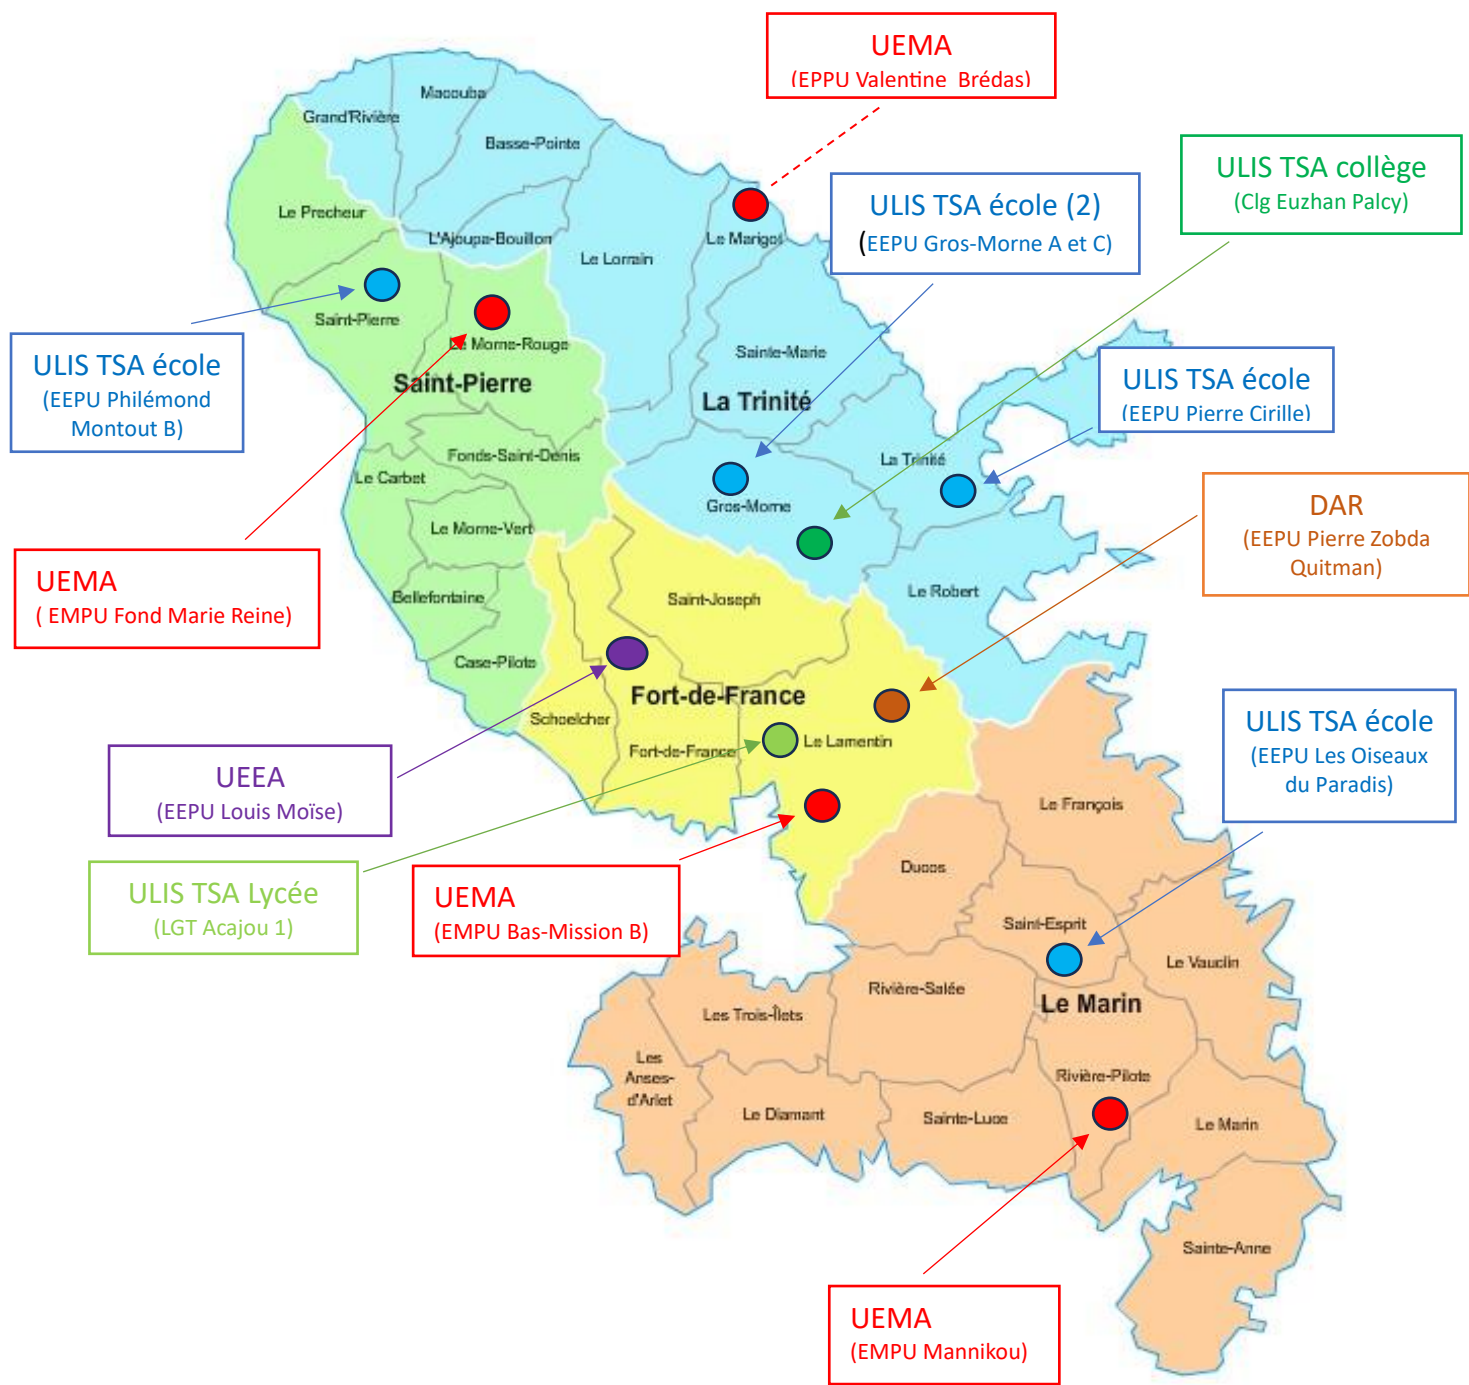 UEMA
(EPPU Valentine Brédas)
ULIS TSA collège
(Clg Euzhan Palcy)
ULIS TSA école (2)
(EEPU Gros-Morne A et C)
Macouba
Grand'Rivière
Basse-Pointe
Le Precheur
L'Ajoupa-Bouillon
Le Lorrain
Le Marigot
Saint-Pierre
Le Morne-Rouge
Sainte-Marie
ULIS TSA école
(EEPU Philémond
Montout B)
Saint-Pierre
La Trinité
ULIS TSA école
(EEPU Pierre Cirille)
Fonds-Saint-Denis
La Trinité
Le Carbet
Gros-Morne
Le Morne-Vert
DAR
(EEPU Pierre Zobda
Quitman)
UEMA
( EMPU Fond Marie Reine)
Bellefontaine
Saint-Joseph
Le Robert
Case-Pilote
Fort-de-France
Schoelcher
Fort-de-France
Le Lamentin
ULIS TSA école
(EEPU Les Oiseaux
du Paradis)
UEEA
(EEPU Louis Moïse)
Le François
Ducos
ULIS TSA Lycée
(LGT Acajou 1)
UEMA
(EMPU Bas-Mission B)
Saint-Esprit
Le Vauclin
Rivière-Salée
Le Marin
Les Trois-Îlets
Les
Anses-
d'Arlet
Rivière-Pilote
Le Diamant
Sainte-Luce
Le Marin
Sainte-Anne
UEMA
(EMPU Mannikou)